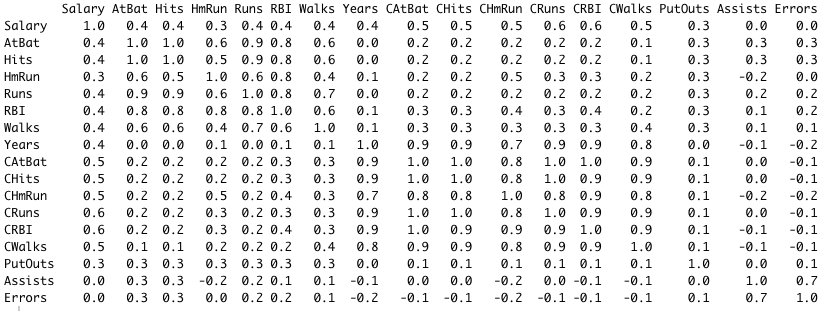 Salary AtBat Hits HmRun Runs RBI Walks Years CAtBat CHits CHmRun CRuns CRBI CWalks PutOuts Assists Errors
Salary 1.0 0.4 0.4 0.3 0.4 0.4 0.4 0.4 0.5 0.5 0.5 0.6 0.6 0.5 0.3 0.0 0.0
AtBat 0.4 1.0 1.0 0.6 0.9 0.8 0.6 0.0 0.2 0.2 0.2 0.2 0.2 0.1 0.3 0.3 0.3
Hits 0.4 1.0 1.0 0.5 0.9 0.8 0.6 0.0 0.2 0.2 0.2 0.2 0.2 0.1 0.3 0.3 0.3
HmRun 0.3 0.6 0.5 1.0 0.6 0.8 0.4 0.1 0.2 0.2 0.5 0.3 0.3 0.2 0.3 -0.2 0.0
Runs 0.4 0.9 0.9 0.6 1.0 0.8 0.7 0.0 0.2 0.2 0.2 0.2 0.2 0.2 0.3 0.2 0.2
RBI 0.4 0.8 0.8 0.8 0.8 1.0 0.6 0.1 0.3 0.3 0.4 0.3 0.4 0.2 0.3 0.1 0.2
Walks 0.4 0.6 0.6 0.4 0.7 0.6 1.0 0.1 0.3 0.3 0.3 0.3 0.3 0.4 0.3 0.1 0.1
Years 0.4 0.0 0.0 0.1 0.0 0.1 0.1 1.0 0.9 0.9 0.7 0.9 0.9 0.8 0.0 -0.1 -0.2
CAtBat 0.5 0.2 0.2 0.2 0.2 0.3 0.3 0.9 1.0 1.0 0.8 1.0 1.0 0.9 0.1 0.0 -0.1
CHits 0.5 0.2 0.2 0.2 0.2 0.3 0.3 0.9 1.0 1.0 0.8 1.0 0.9 0.9 0.1 0.0 -0.1
CHmRun 0.5 0.2 0.2 0.5 0.2 0.4 0.3 0.7 0.8 0.8 1.0 0.8 0.9 0.8 0.1 -0.2 -0.2
CRuns 0.6 0.2 0.2 0.3 0.2 0.3 0.3 0.9 1.0 1.0 0.8 1.0 0.9 0.9 0.1 0.0 -0.1
CRBI 0.6 0.2 0.2 0.3 0.2 0.4 0.3 0.9 1.0 0.9 0.9 0.9 1.0 0.9 0.1 -0.1 -0.1
CWalks 0.5 0.1 0.1 0.2 0.2 0.2 0.4 0.8 0.9 0.9 0.8 0.9 0.9 1.0 0.1 -0.1 -0.1
PutOuts 0.3 0.3 0.3 0.3 0.3 0.3 0.3 0.0 0.1 0.1 0.1 0.1 0.1 0.1 1.0 0.0 0.1
Assists 0.0 0.3 0.3 -0.2 0.2 0.1 0.1 -0.1 0.0 0.0 -0.2 0.0 -0.1 -0.1 0.0 1.0 0.7
Errors 0.0 0.3 0.3 0.0 0.2 0.2 0.1 -0.2 -0.1 -0.1 -0.2 -0.1 -0.1 -0.1 0.1 0.7 1.0